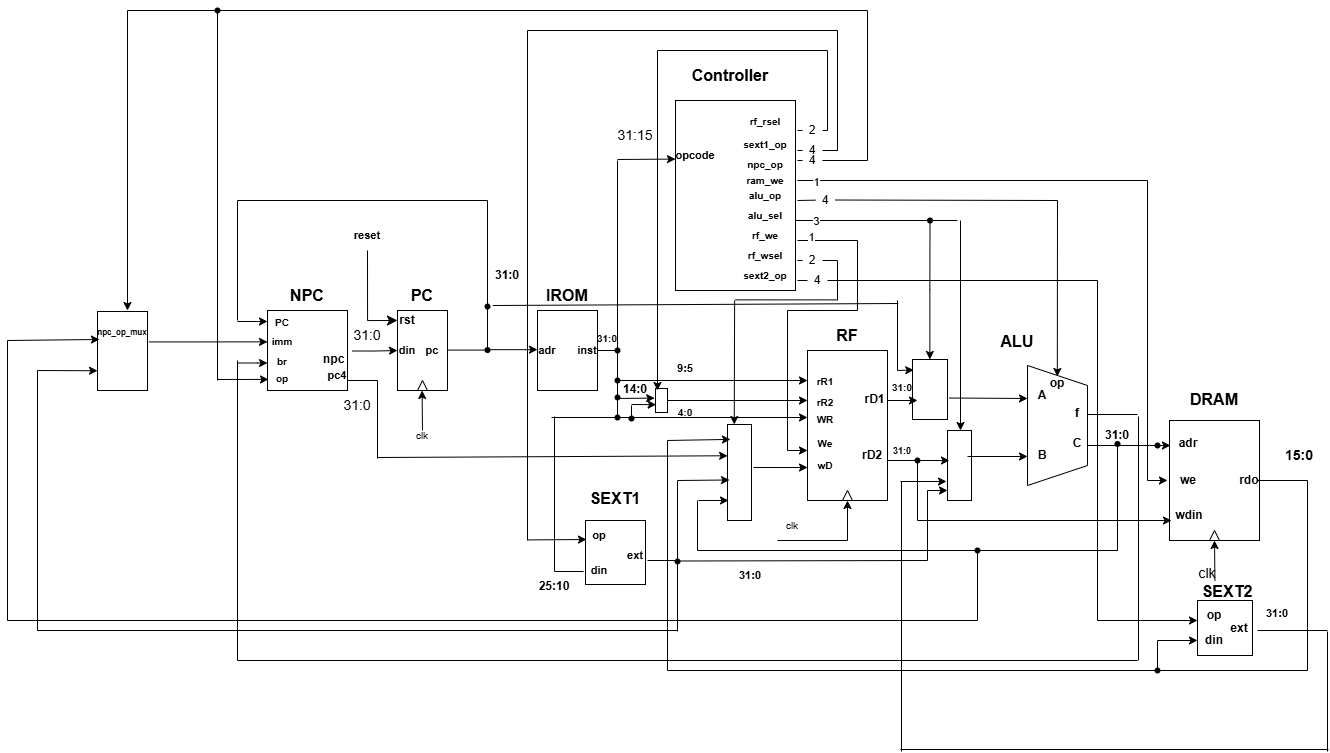 Controller
rf_rsel
2
31:15
sext1_op
4
opcode
npc_op
4
ram_we
1
alu_op
4
alu_sel
3
reset
rf_we
1
rf_wsel
2
31:0
sext2_op
4
NPC
PC
IROM
PC
rst
npc_op_mux
RF
31:0
31:0
ALU
imm
din
pc
adr
inst
npc
br
pc4
op
9:5
rR1
op
14:0
31:0
rD1
A
31:0
rR2
DRAM
4:0
WR
f
clk
31:0
We
31:0
rD2
C
adr
B
15:0
wD
we
rdo
SEXT1
wdin
clk
op
ext
din
31:0
clk
25:10
SEXT2
op
31:0
ext
din